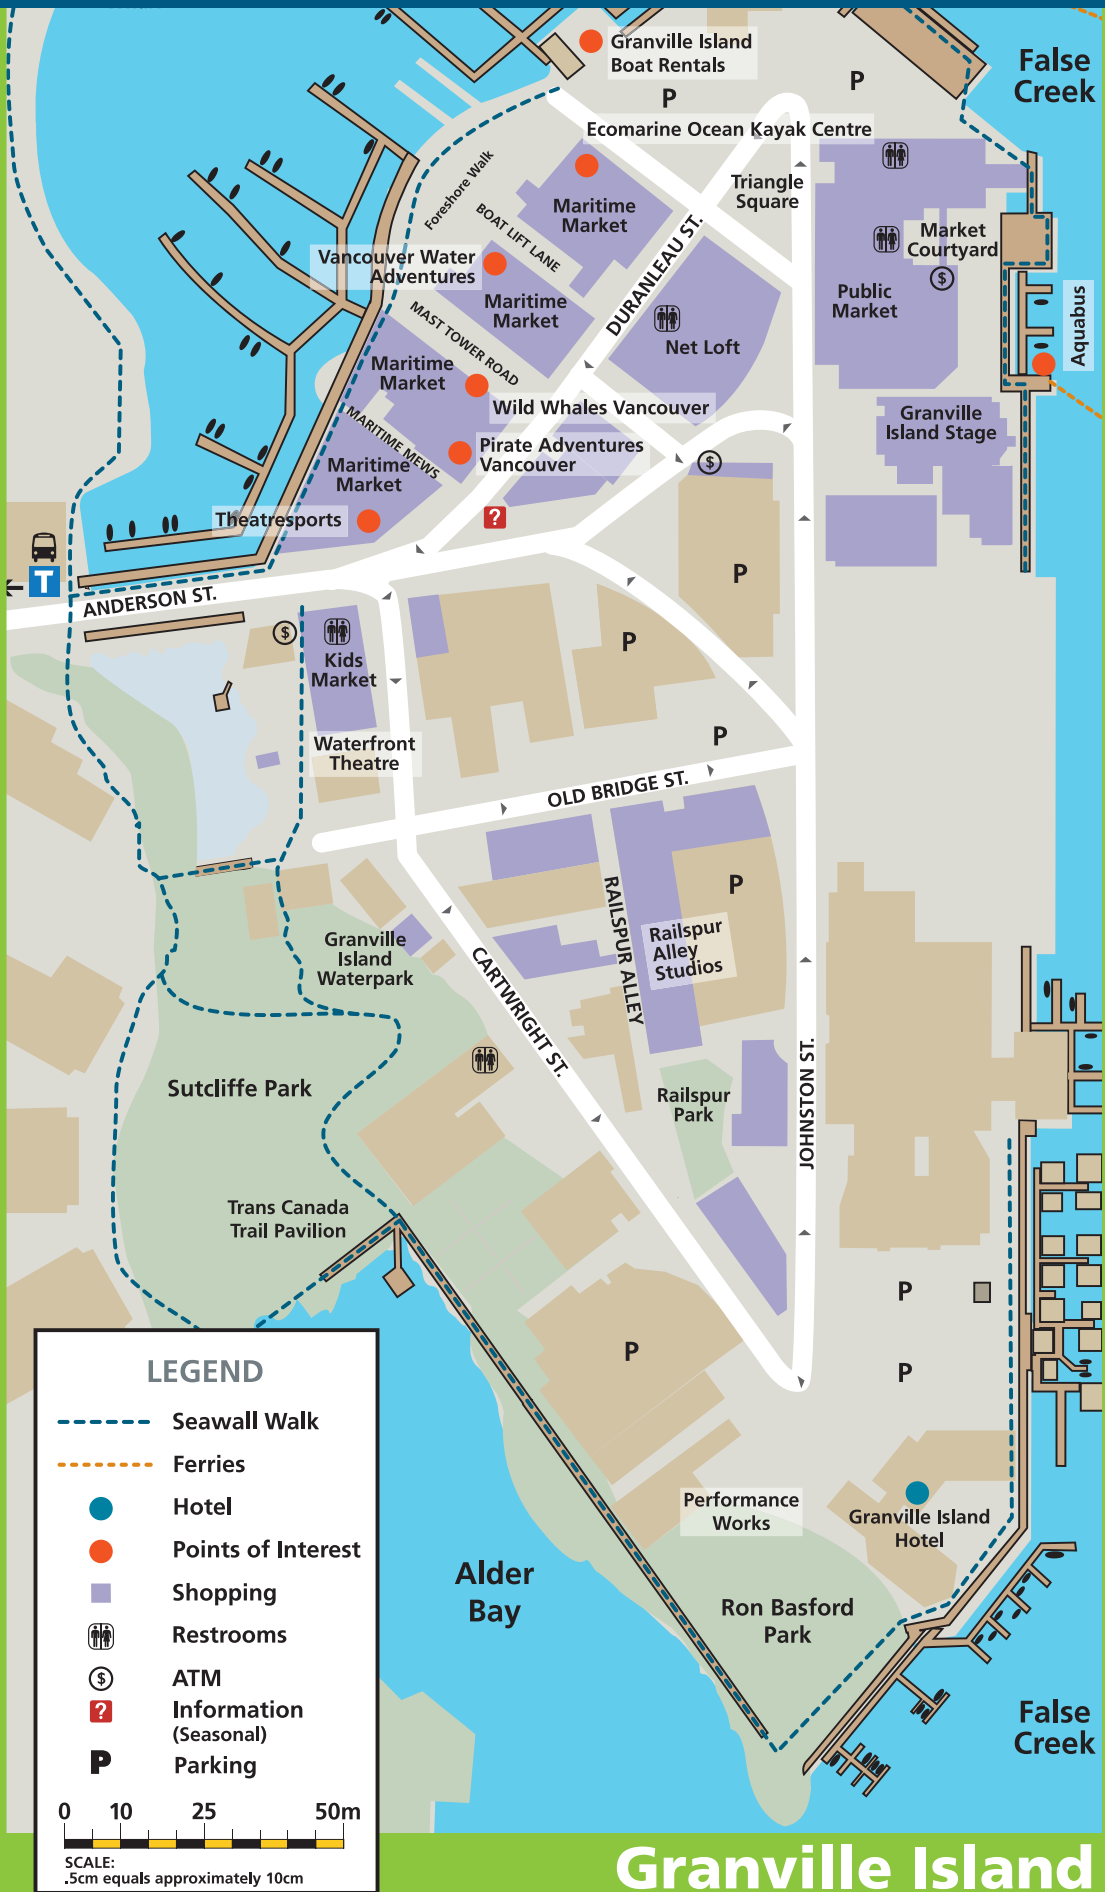 Granville Island
Boat Rentals
False
Creek
P
P
Ecomarine Ocean Kayak Centre
Foreshore Walk
Triangle
Square
Maritime
Market
BOAT LIFT LANE
DURANLEAU ST.
Market
Courtyard
Vancouver Water
Adventures
$
Public
Market
Aquabus
Maritime
Market
MAST TOWER ROAD
Net Loft
Maritime
Market
Wild Whales Vancouver
MARITIME MEWS
Granville
Island Stage
Pirate Adventures
Vancouver
Maritime
Market
$
Theatresports
?
T
P
ANDERSON ST.
$
P
Kids
Market
P
Waterfront
Theatre
OLD BRIDGE ST.
P
RAILSPUR ALLEY
Railspur
Alley
Studios
Granville
Island
Waterpark
CARTWRIGHT ST.
JOHNSTON ST.
Sutcliffe Park
Railspur
Park
Trans Canada
Trail Pavilion
P
P
P
Performance
Works
Granville Island
Hotel
Alder
Bay
Ron Basford
Park
False
Creek
LEGEND
Seawall Walk
Ferries
Hotel
Points of Interest
Shopping
Restrooms
$ ATM
? Information
(Seasonal)
P Parking
0 10 25 50m
SCALE:
.5cm equals approximately 10cm
Granville Island